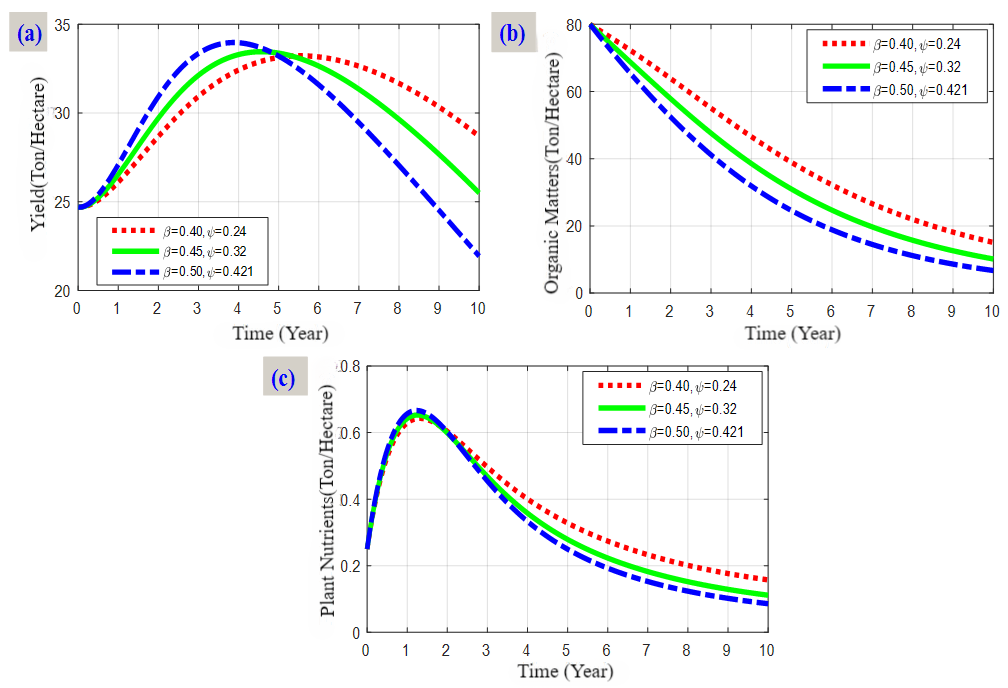 (a)
Yield(Ton/Hectare)
35
30
25
20
β=0.40, ψ=0.24
β=0.45, ψ=0.32
β=0.50, ψ=0.421
0 1 2 3 4 5 6 7 8 9 10
Time (Year)
(b)
Organic Matters(Ton/Hectare)
80
60
40
20
0
β=0.40, ψ=0.24
β=0.45, ψ=0.32
β=0.50, ψ=0.421
0 1 2 3 4 5 6 7 8 9 10
Time (Year)
(c)
Plant Nutrients(Ton/Hectare)
0.8
0.6
0.4
0.2
0
β=0.40, ψ=0.24
β=0.45, ψ=0.32
β=0.50, ψ=0.421
0 1 2 3 4 5 6 7 8 9 10
Time (Year)